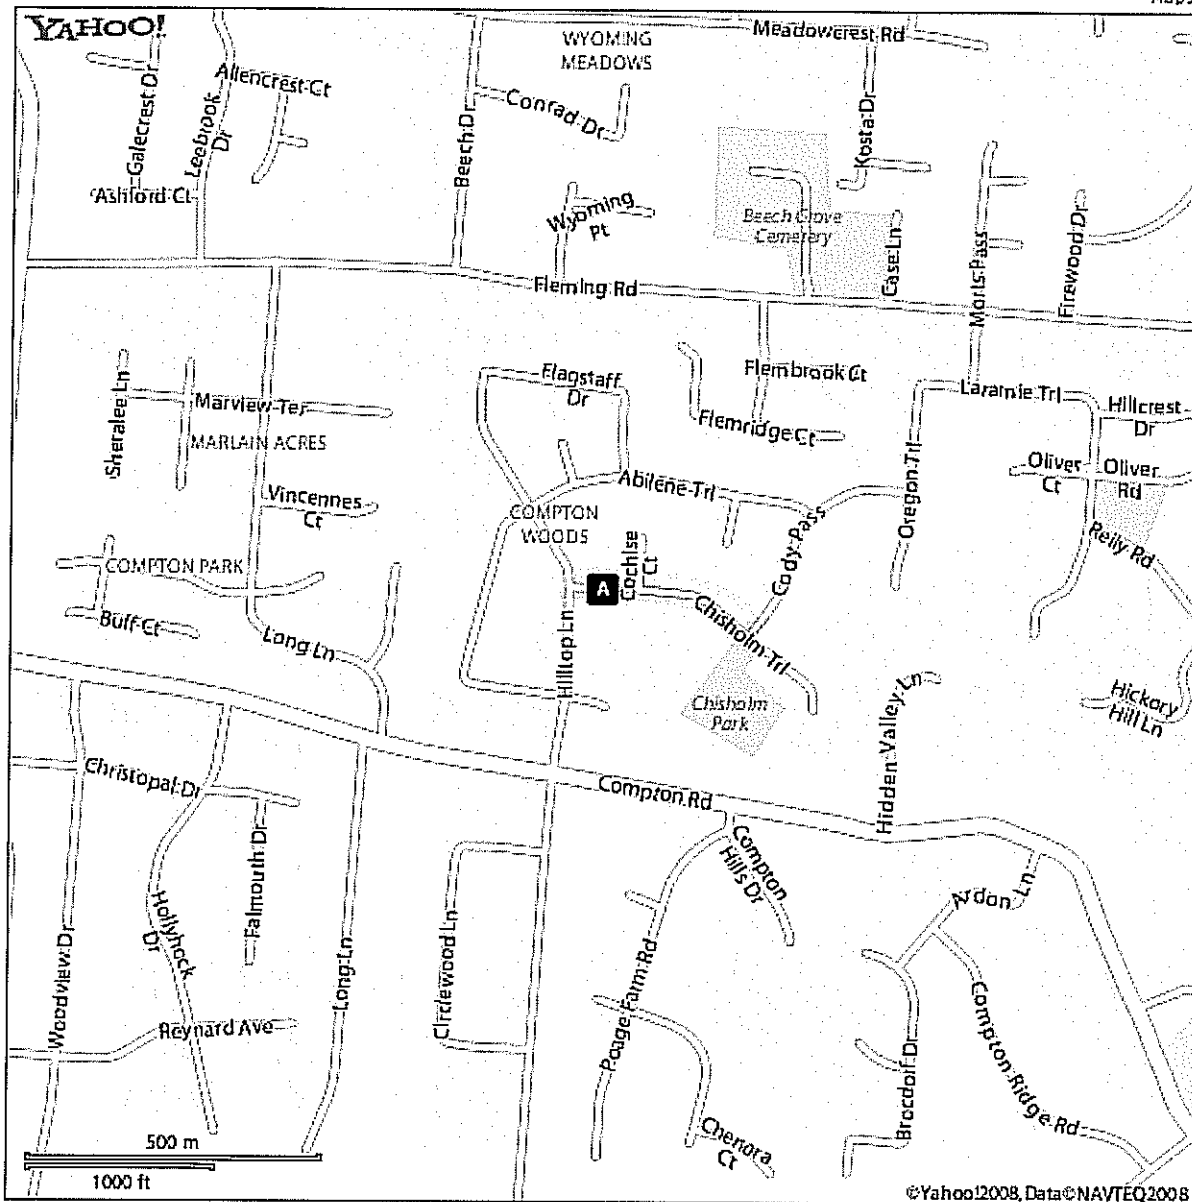 Maps
YAHOO!
WYOMING
MEADOWS
Meadowcrest Rd
Allencrest Ct
Galecrest Dr
Leebrook
Dr
Conrad Dr
Beech Dr
Kosta Dr
Ashford Ct
Wyoming
Pt
Beech Grove
Cemetery
Case Ln
Morts Pass
Firewood Dr
Fleming Rd
Flagstaff
Dr
Flembrook Ct
Laramie Trl
Hillcrest
Dr
Sheralee Ln
Marview Ter
MARLAIN ACRES
Flemridge Ct
Oregon Trl
Oliver
Ct
Oliver
Rd
Abilene Trl
Vincennes
Ct
COMPTON
WOODS
Cody Pass
Reily Rd
COMPTON PARK
A
Cochise
Ct
Chisholm Trl
Buff Ct
Long Ln
Hilltop Ln
Chisholm
Park
Hidden Valley Ln
Hickory
Hill Ln
Christopal Dr
Compton Rd
Falmouth Dr
Compton
Hills Dr
Ardon Ln
Hollyhock
Dr
Woodview Dr
Long Ln
Circlewood Ln
Poage Farm Rd
Reynard Ave
Brocdorf Dr
Compton Ridge Rd
Chenora
Ct
500 m
1000 ft
©Yahoo!2008, Data©NAVTEQ2008